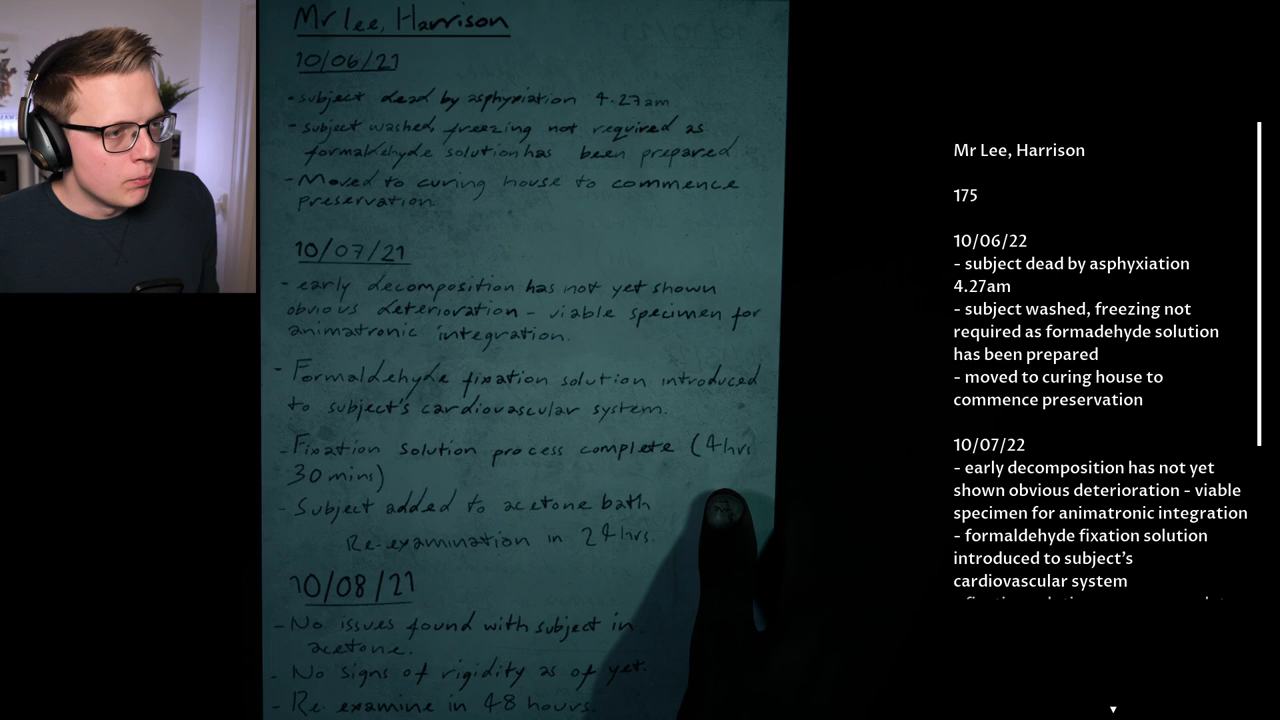 Mr Lee, Harrison
10/06/21
- subject dead by asphyxiation 4.27am
- subject washed, freezing not required as
formaldehyde solution has been prepared
- Moved to curing house to commence
preservation.
10/07/21
- early decomposition has not yet shown
obvious deterioration - viable specimen for
animatronic integration.
- Formaldehyde fixation solution introduced
to subject's cardiovascular system.
- Fixation solution process complete (4hrs
30 mins)
- Subject added to acetone bath
Re-examination in 24 hrs.
10/08/21
- No issues found with subject in
acetone.
- No signs of rigidity as of yet.
- Re-examine in 48 hours.
Mr Lee, Harrison
175
10/06/22
- subject dead by asphyxiation
4.27am
- subject washed, freezing not
required as formadehyde solution
has been prepared
- moved to curing house to
commence preservation
10/07/22
- early decomposition has not yet
shown obvious deterioration - viable
specimen for animatronic integration
- formaldehyde fixation solution
introduced to subject's
cardiovascular system